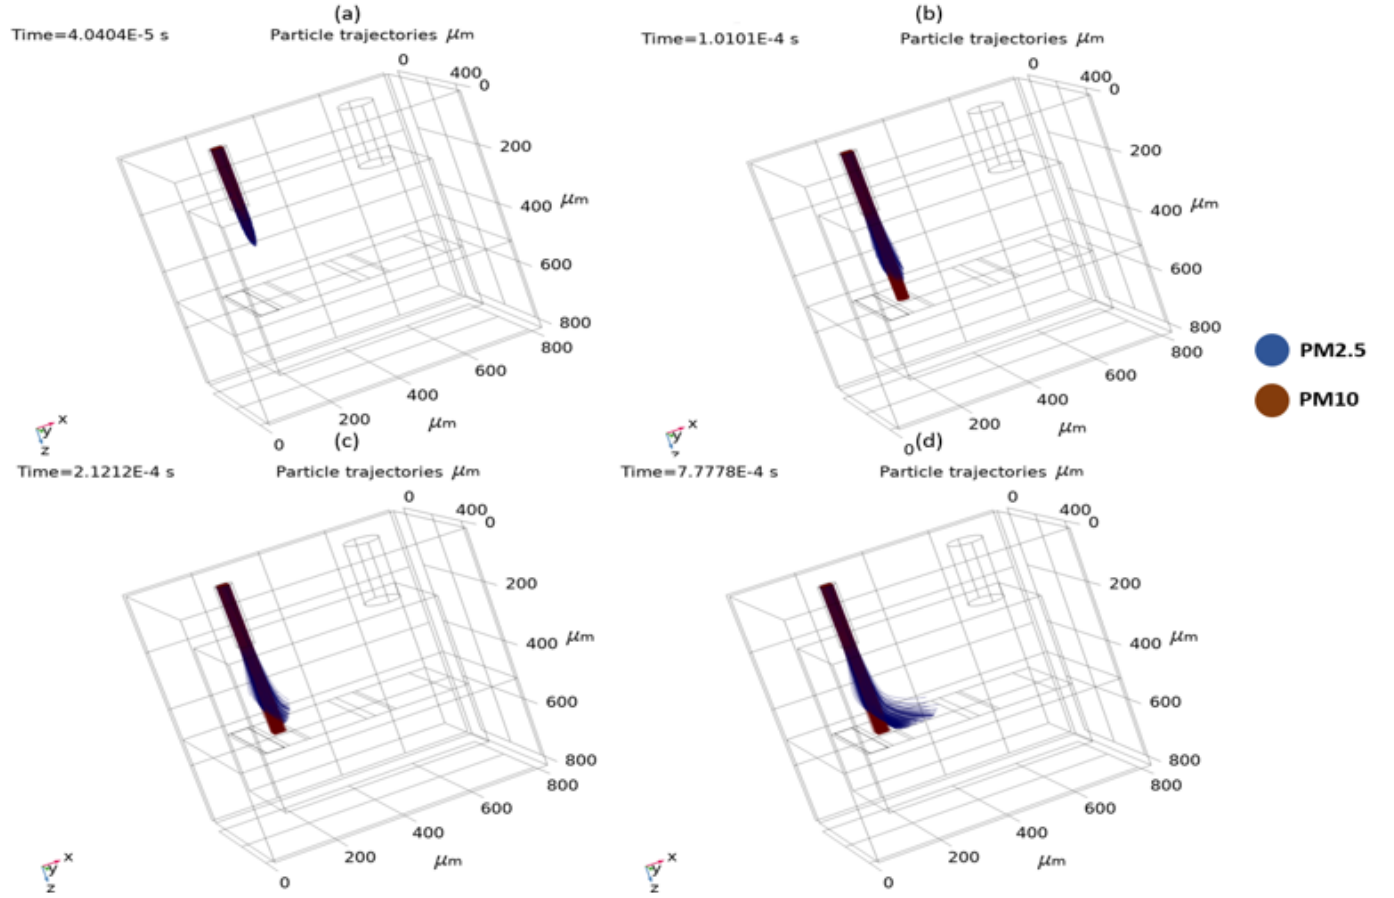 (a)
Time=4.0404E-5 s
Particle trajectories μm
0
400
0
200
400 μm
600
800
800
600
400
200 μm
0
x
y
z
(b)
Time=1.0101E-4 s
Particle trajectories μm
0
400
0
200
400 μm
600
800
800
600
400
200 μm
0
x
y
PM2.5
PM10
(c)
Time=2.1212E-4 s
Particle trajectories μm
0
400
0
200
400 μm
600
800
800
600
400
200 μm
0
x
y
z
(d)
Time=7.7778E-4 s
Particle trajectories μm
0
400
0
200
400 μm
600
800
800
600
400
200 μm
0
x
y
z